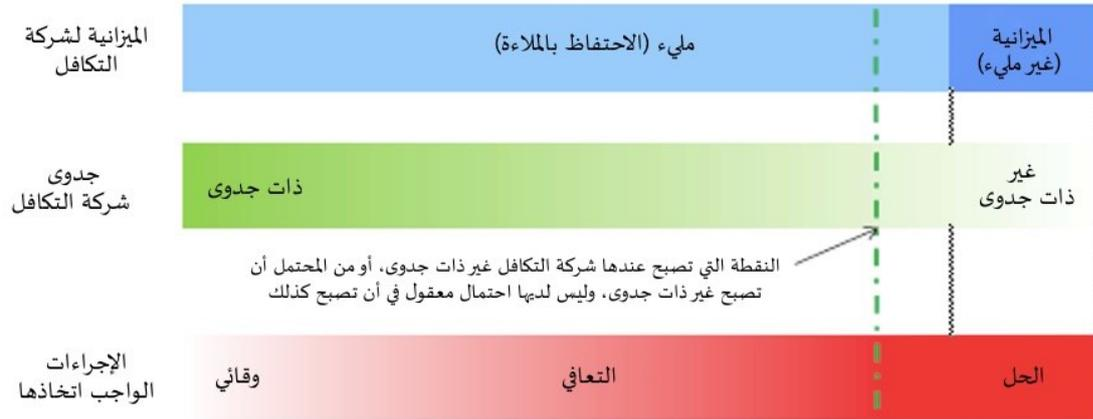 الميزانية لشركة
التكافل
مليء (الاحتفاظ بالملاءة)
الميزانية
(غير مليء)
جدوى
شركة التكافل
ذات جدوى
غير
ذات جدوى
النقطة التي تصبح عندها شركة التكافل غير ذات جدوى، أو من المحتمل أن
تصبح غير ذات جدوى، وليس لديها احتمال معقول في أن تصبح كذلك
الإجراءات
الواجب اتخاذها
وقائي
التعافي
الحل